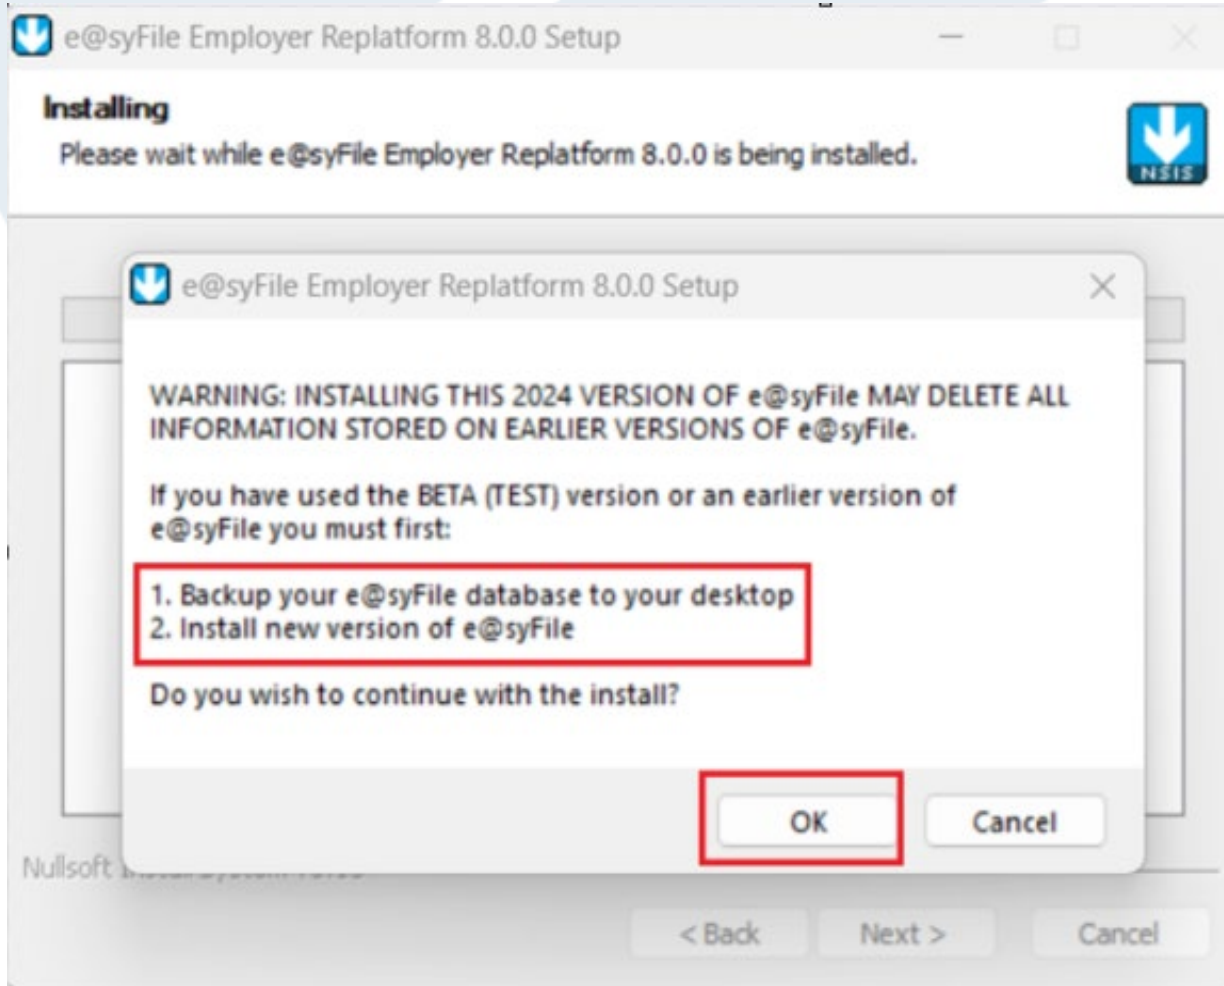 e@syFile Employer Replatform 8.0.0 Setup
Installing
Please wait while e@syFile Employer Replatform 8.0.0 is being installed.
NSIS
e@syFile Employer Replatform 8.0.0 Setup
WARNING: INSTALLING THIS 2024 VERSION OF e@syFile MAY DELETE ALL
INFORMATION STORED ON EARLIER VERSIONS OF e@syFile.
If you have used the BETA (TEST) version or an earlier version of
e@syFile you must first:
1. Backup your e@syFile database to your desktop
2. Install new version of e@syFile
Do you wish to continue with the install?
OK Cancel
Nullsoft
< Back Next > Cancel